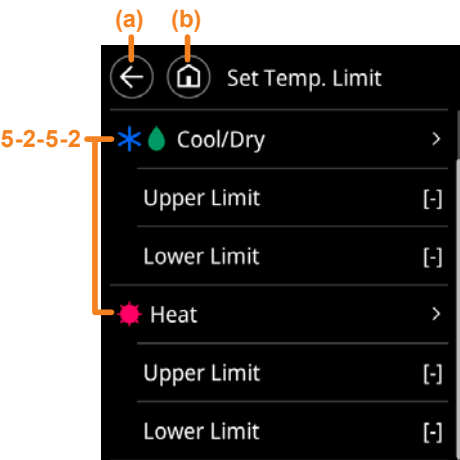 (a) (b)
Set Temp. Limit
5-2-5-2 Cool/Dry >
Upper Limit [-]
Lower Limit [-]
Heat >
Upper Limit [-]
Lower Limit [-]